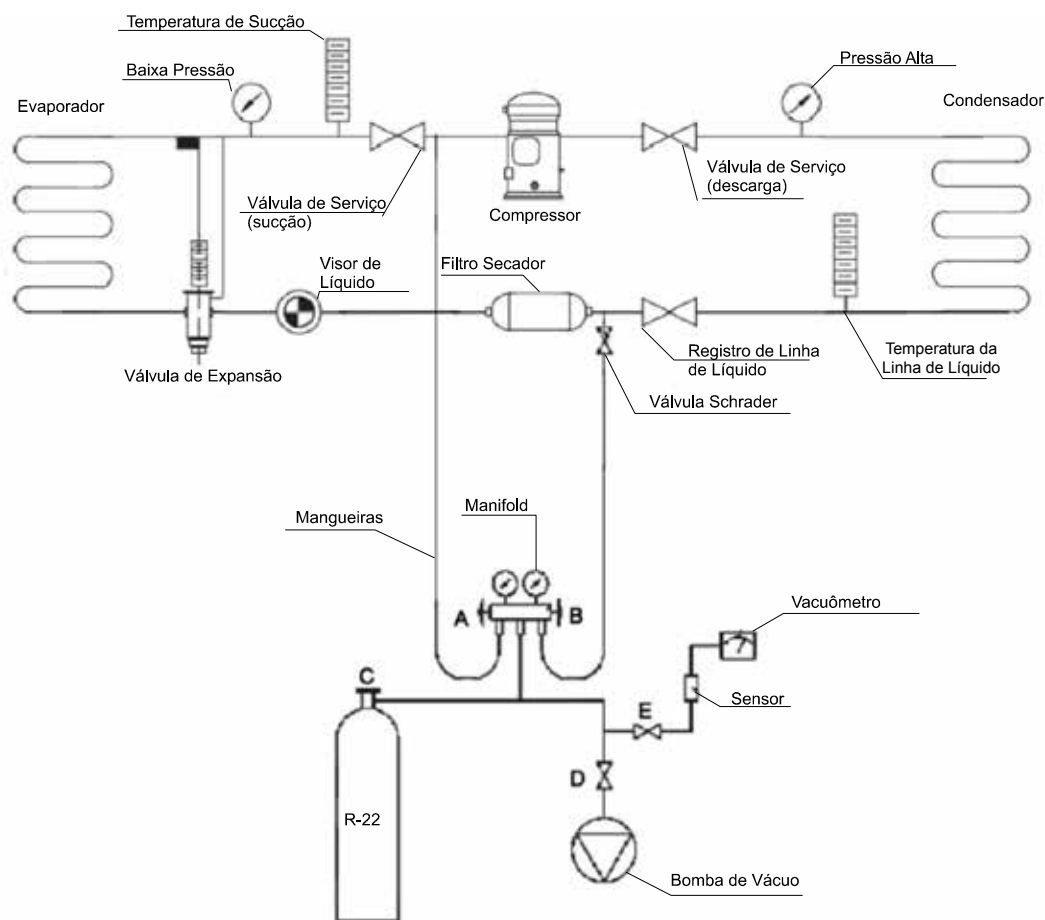 Temperatura de Sucção
Baixa Pressão
Pressão Alta
Evaporador
Condensador
Válvula de Serviço
(sucção)
Compressor
Válvula de Serviço
(descarga)
Visor de
Líquido
Filtro Secador
Válvula de Expansão
Registro de Linha
de Líquido
Temperatura da
Linha de Líquido
Válvula Schrader
Mangueiras
Manifold
A
B
Vacuômetro
C
Sensor
E
D
R-22
Bomba de Vácuo